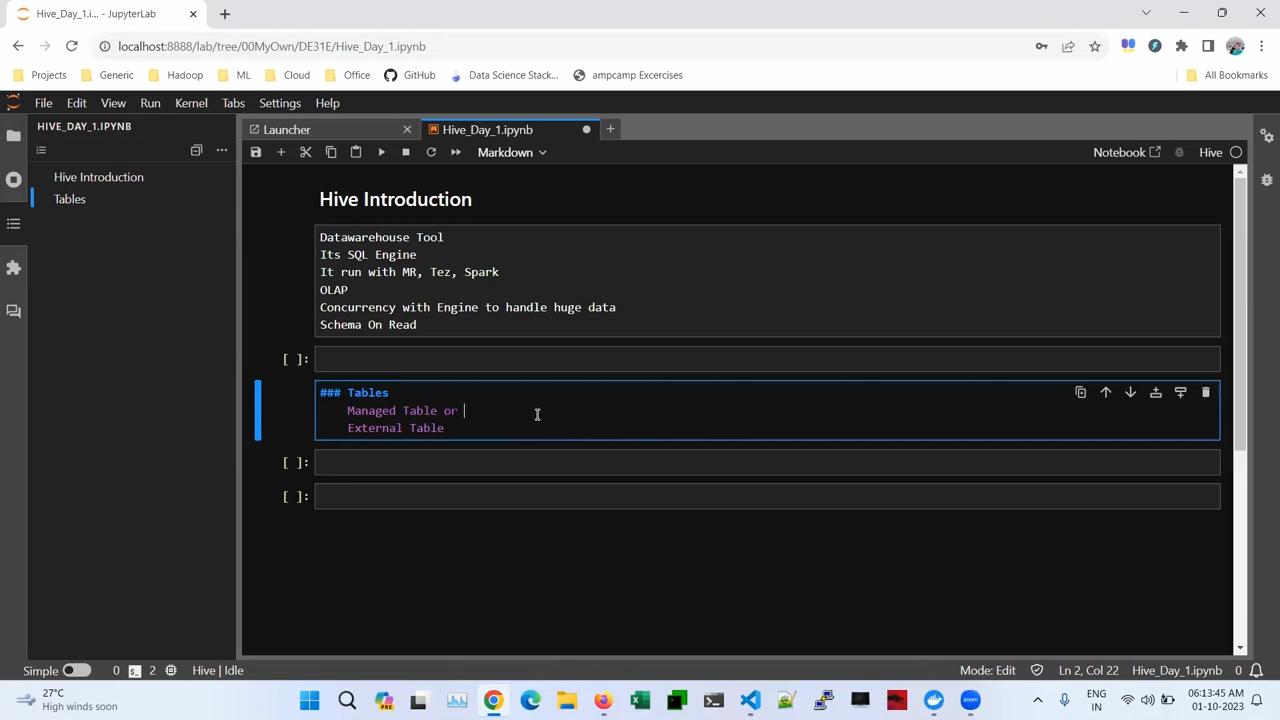 Hive_Day_1.i... - JupyterLab
localhost:8888/lab/tree/00MyOwn/DE31E/Hive_Day_1.ipynb
Projects Generic Hadoop ML Cloud Office GitHub Data Science Stack... ampcamp Excercises All Bookmarks
File Edit View Run Kernel Tabs Settings Help
HIVE_DAY_1.IPYNB
Launcher
Hive_Day_1.ipynb
Markdown
Notebook
Hive
Hive Introduction
Tables
Hive Introduction
Datawarehouse Tool
Its SQL Engine
It run with MR, Tez, Spark
OLAP
Concurrency with Engine to handle huge data
Schema On Read
[ ]:
### Tables
Managed Table or
External Table
[ ]:
[ ]:
Simple 0 2 Hive | Idle Mode: Edit Ln 2, Col 22 Hive_Day_1.ipynb 0
27°C
High winds soon
ENG
IN
06:13:45 AM
01-10-2023